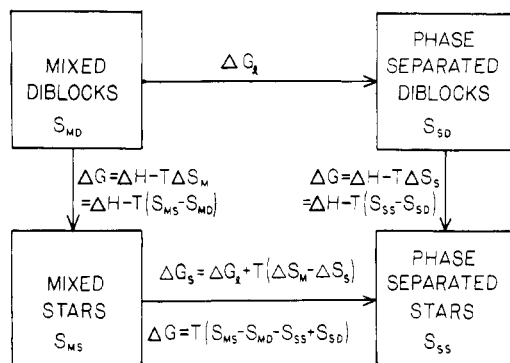 MIXED
DIBLOCKS
S_MD
ΔG_ℓ
PHASE
SEPARATED
DIBLOCKS
S_SD
ΔG=ΔH-TΔS_M
=ΔH-T(S_MS-S_MD)
ΔG=ΔH-TΔS_S
=ΔH-T(S_SS-S_SD)
MIXED
STARS
S_MS
ΔG_S=ΔG_ℓ+T(ΔS_M-ΔS_S)
ΔG=T(S_MS-S_MD-S_SS+S_SD)
PHASE
SEPARATED
STARS
S_SS